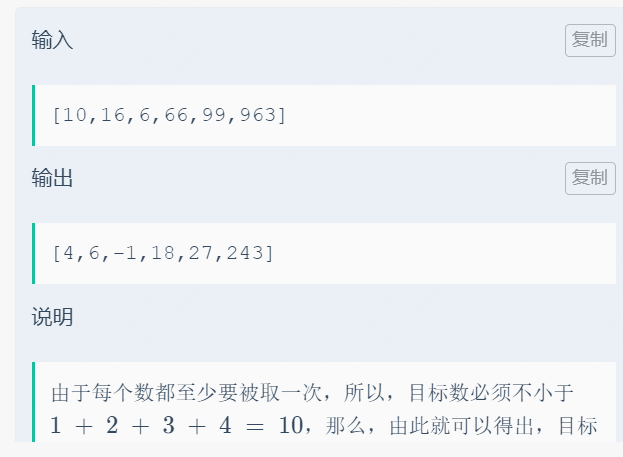 输入
复制
[10,16,6,66,99,963]
输出
复制
[4,6,-1,18,27,243]
说明
由于每个数都至少要被取一次，所以，目标数必须不小于
1 + 2 + 3 + 4 = 10，那么，由此就可以得出，目标